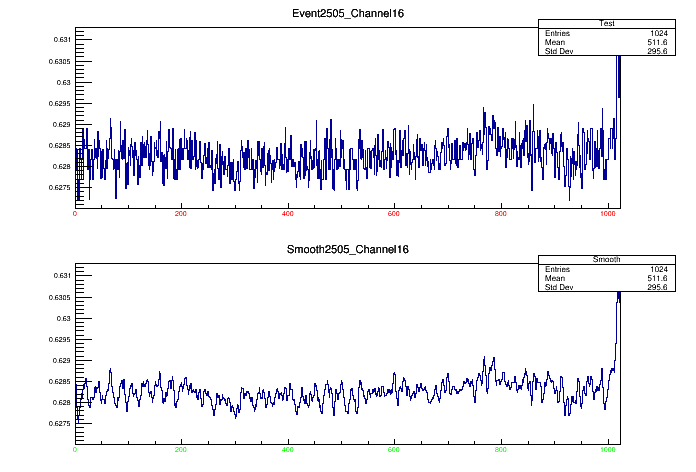 Event2505_Channel16
Test
Entries 1024
Mean 511.6
Std Dev 295.6
0.631
0.6305
0.63
0.6295
0.629
0.6285
0.628
0.6275
0 200 400 600 800 1000
Smooth2505_Channel16
Smooth
Entries 1024
Mean 511.6
Std Dev 295.6
0.631
0.6305
0.63
0.6295
0.629
0.6285
0.628
0.6275
0 200 400 600 800 1000